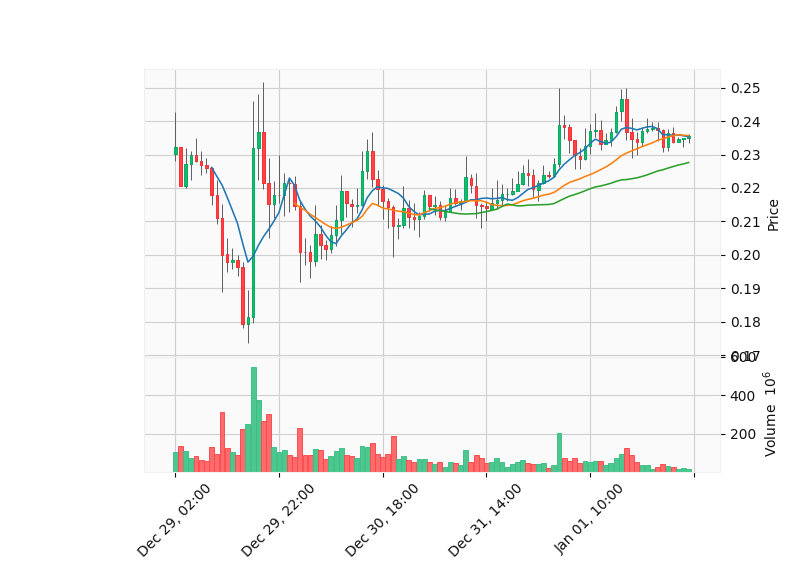 0.25
0.24
0.23
0.22
0.21
0.20
0.19
0.18
0.17
Price
600
400
200
Volume 10^6
Dec 29, 02:00
Dec 29, 22:00
Dec 30, 18:00
Dec 31, 14:00
Jan 01, 10:00